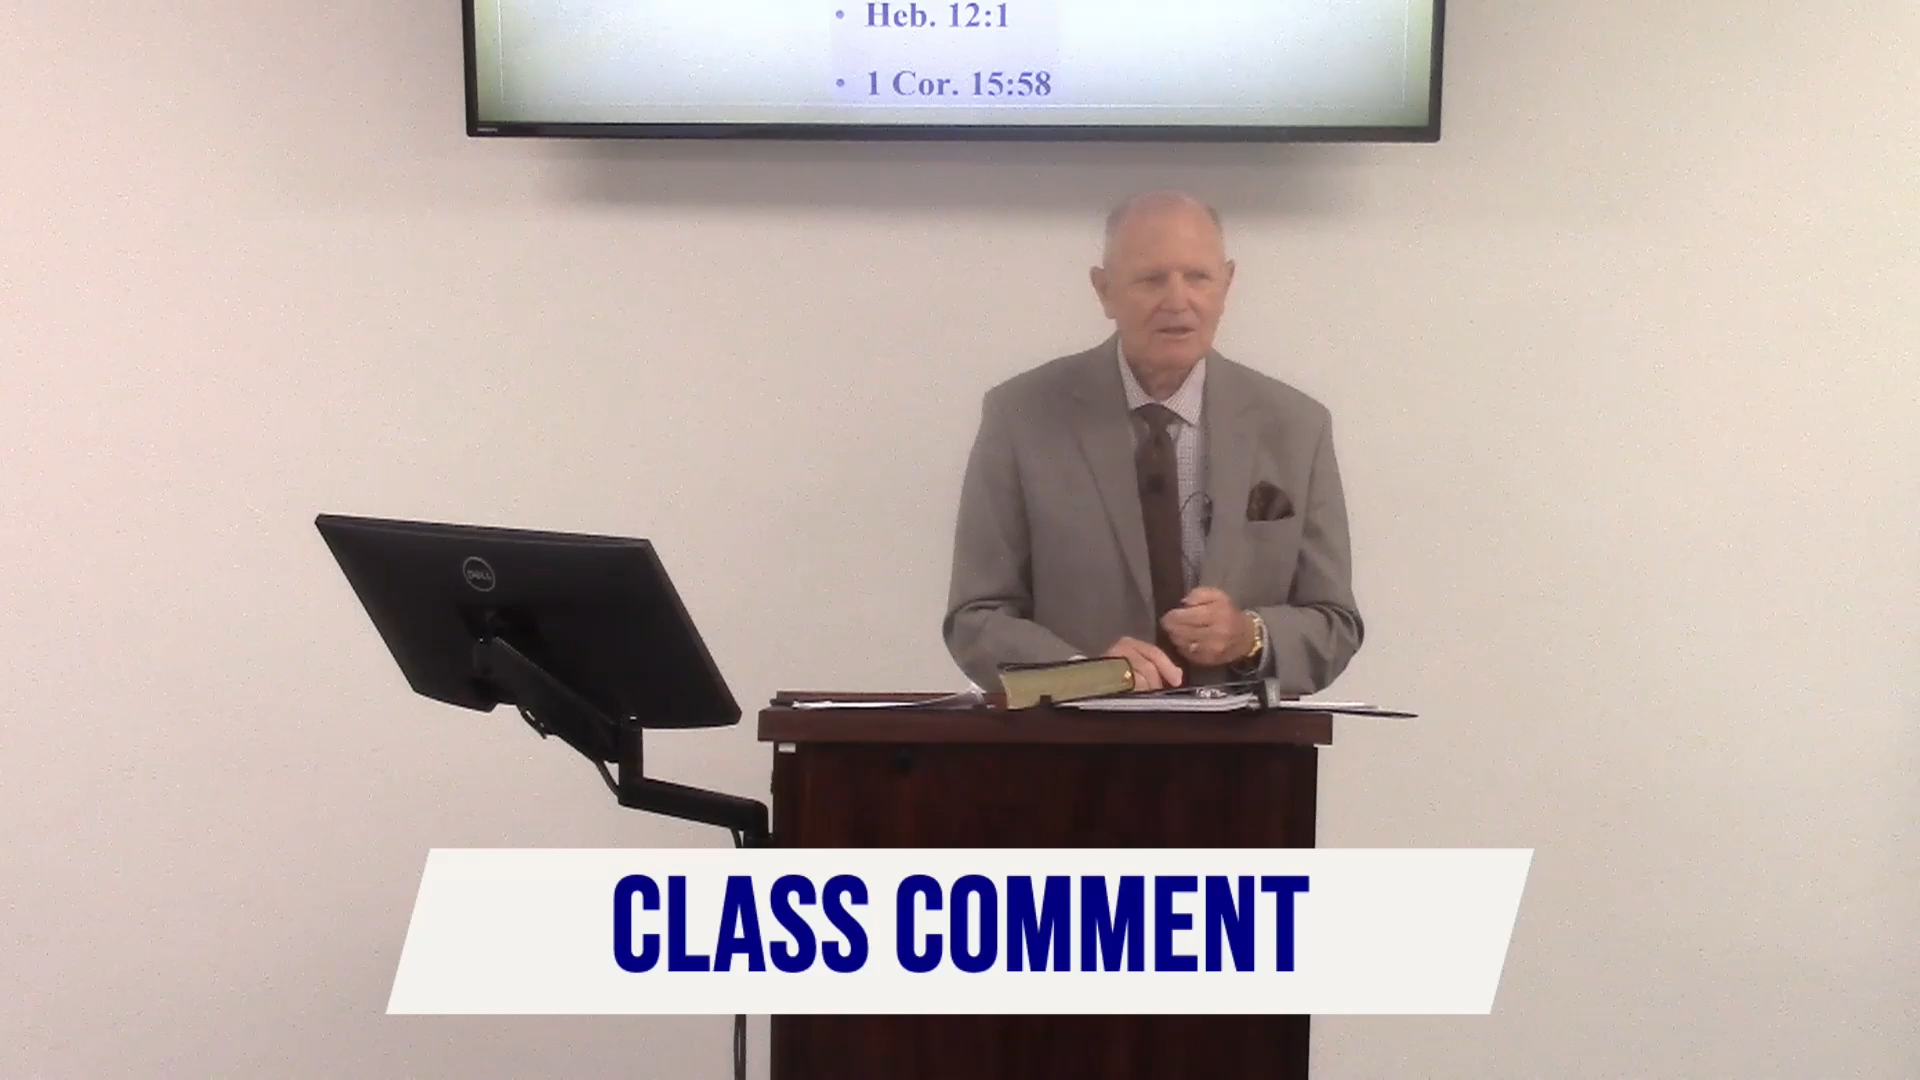 • Heb. 12:1
• 1 Cor. 15:58
DELL
CLASS COMMENT